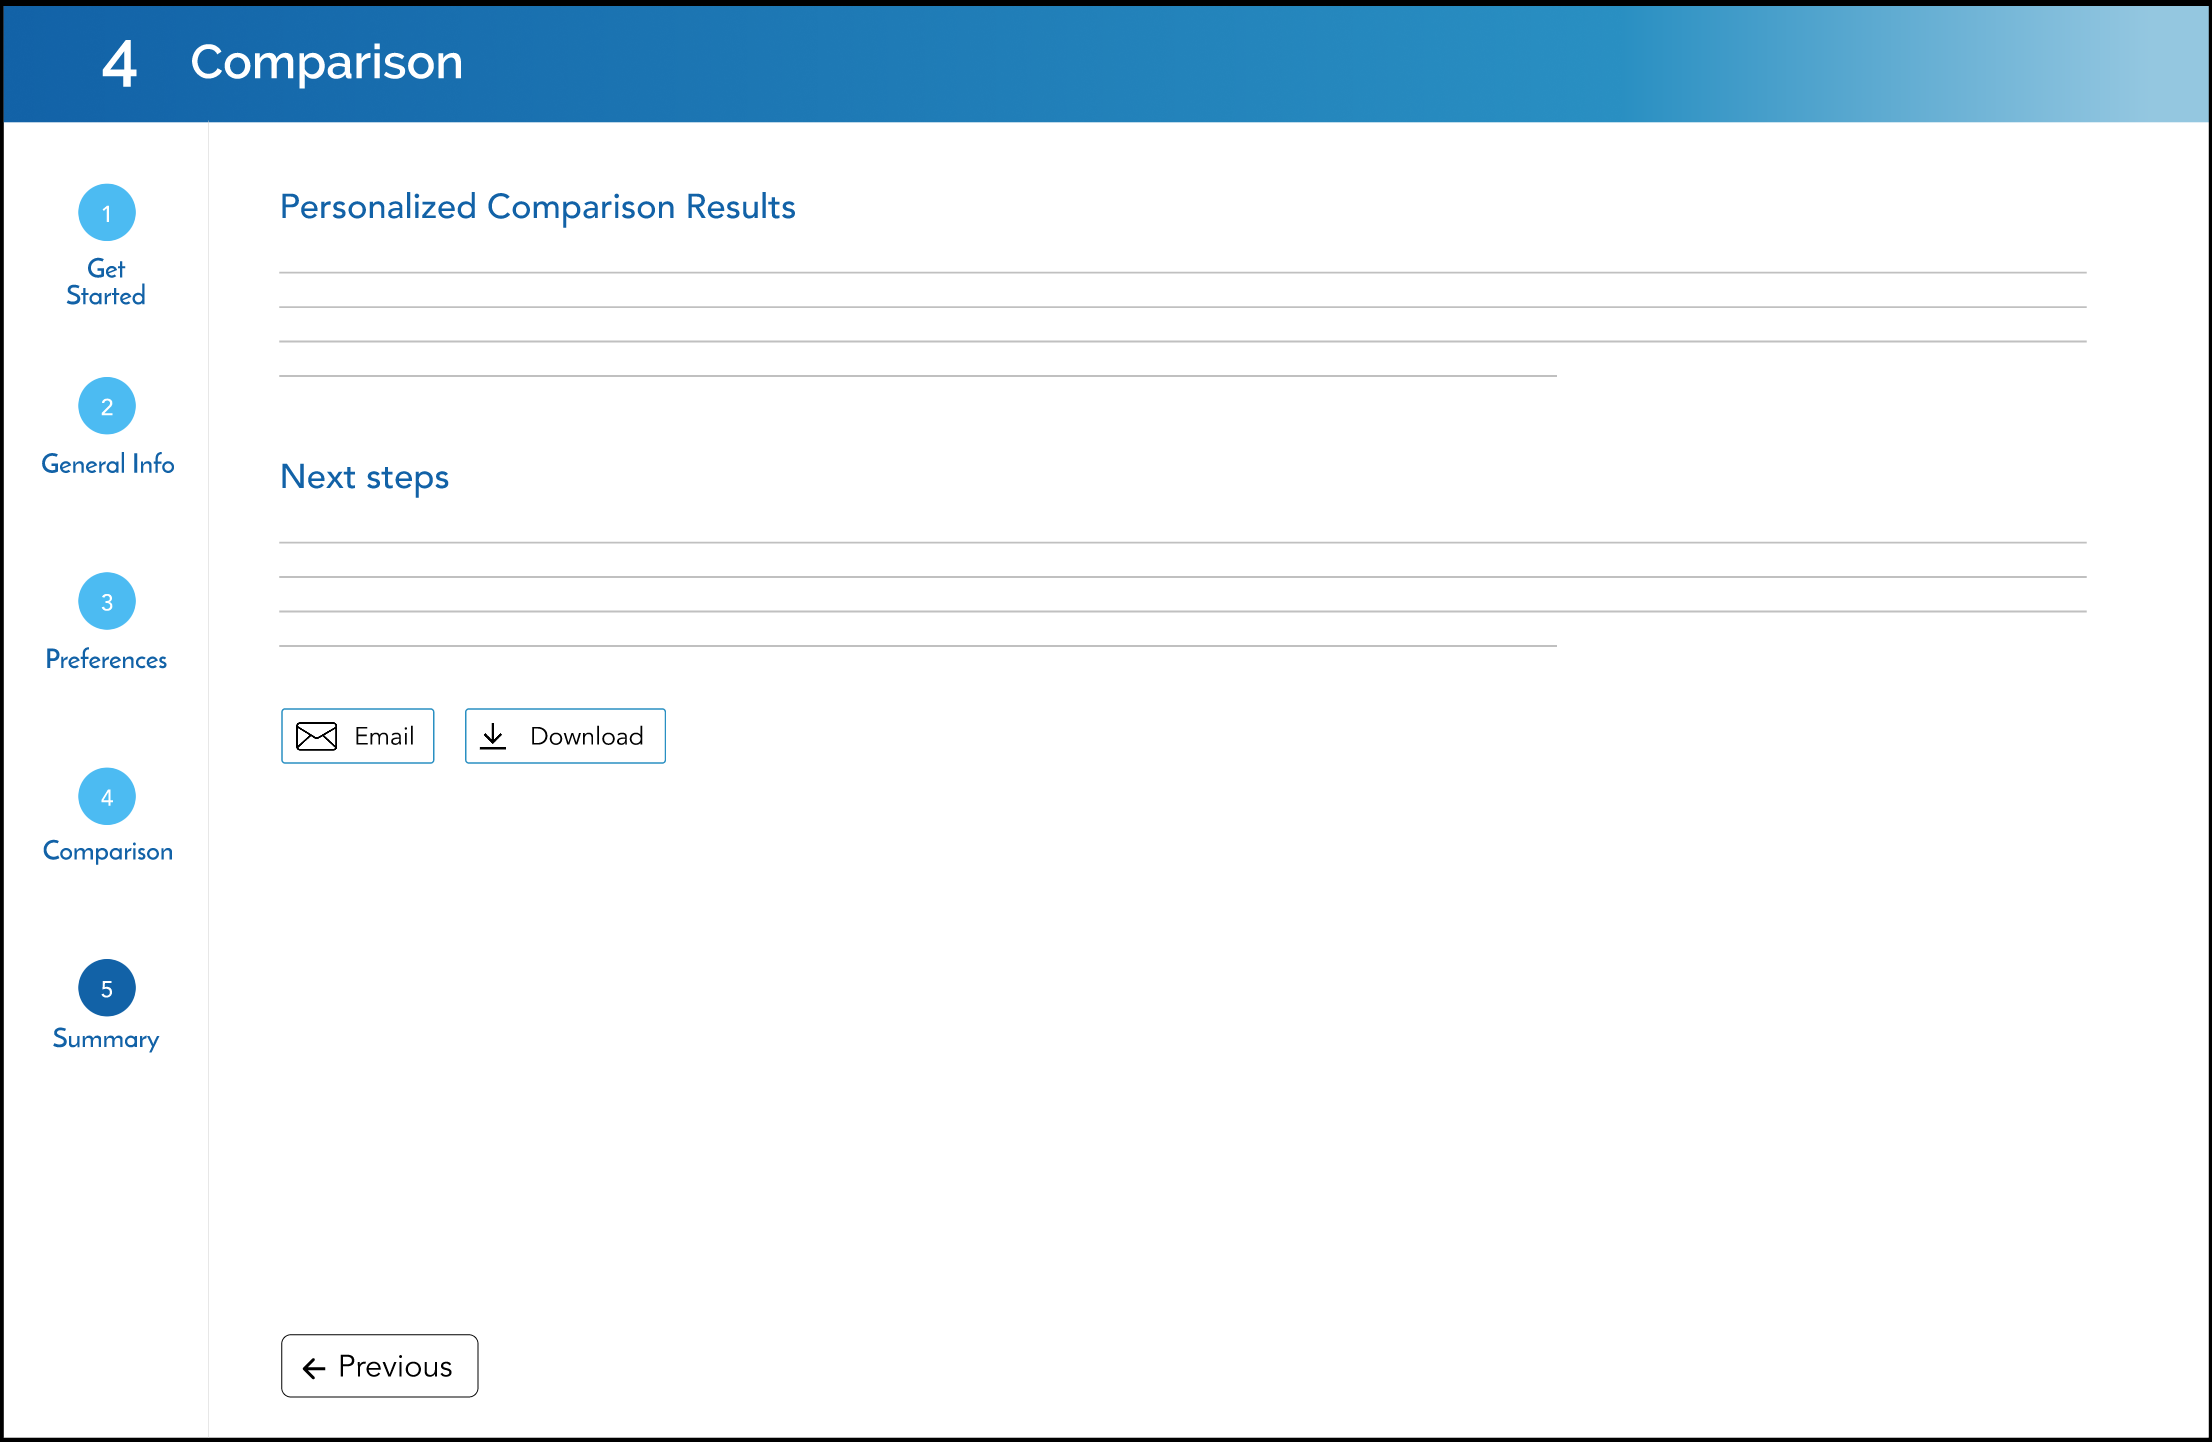 4 Comparison
1
Get
Started
2
General Info
3
Preferences
4
Comparison
5
Summary
Personalized Comparison Results
Next steps
Email
Download
Previous